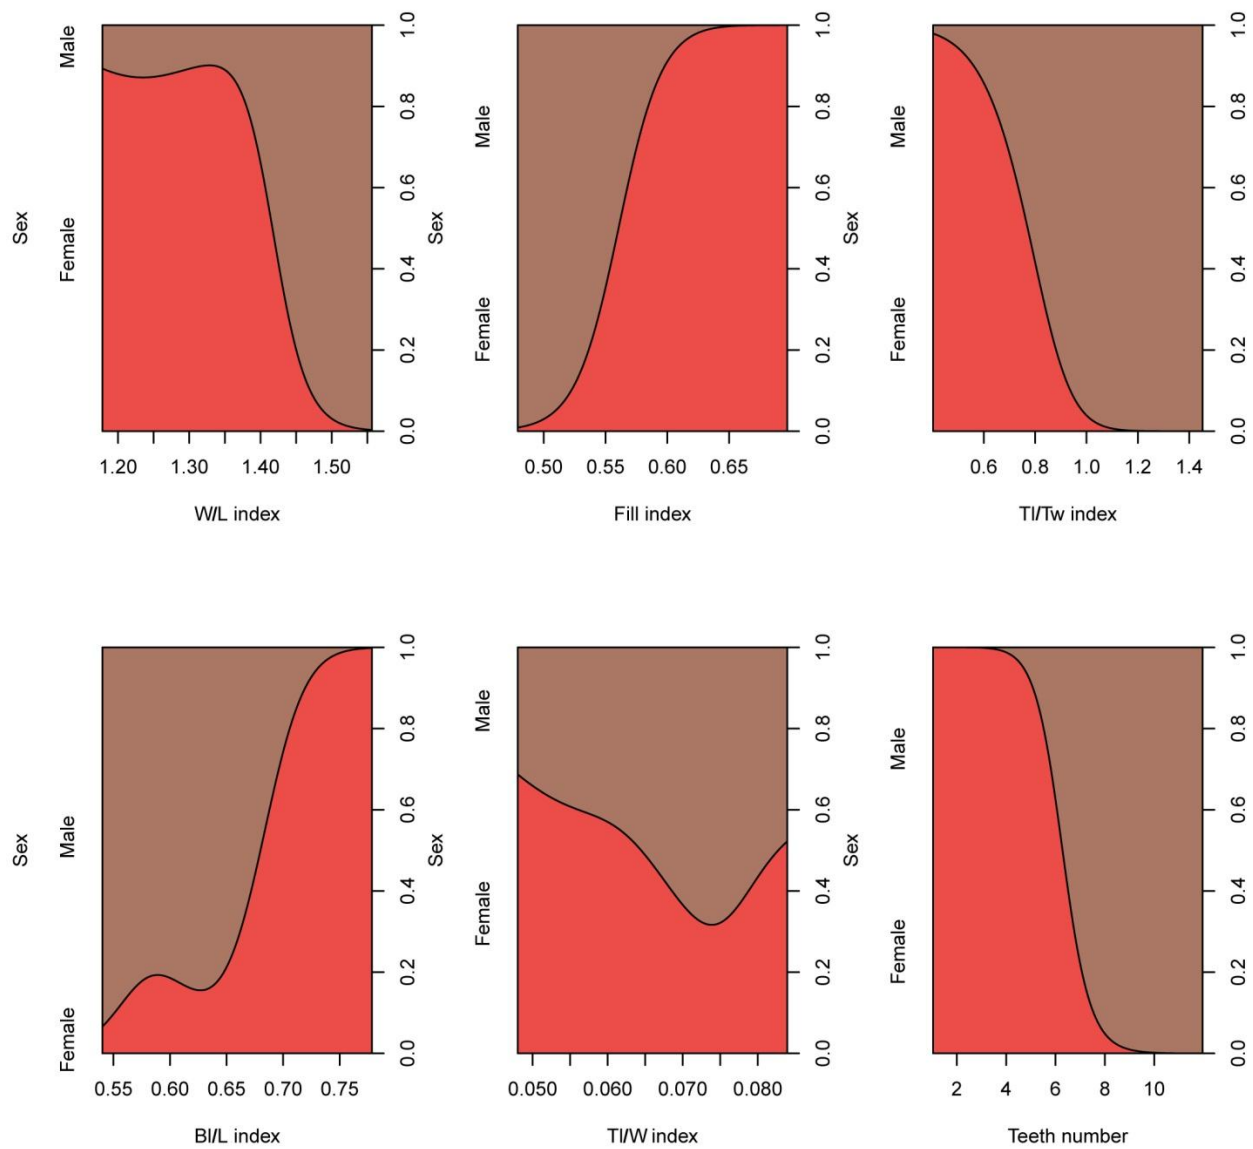 Sex
Male
Female
1.0
0.8
0.6
0.4
0.2
0.0
1.20 1.30 1.40 1.50
W/L index
Sex
Male
Female
1.0
0.8
0.6
0.4
0.2
0.0
0.50 0.55 0.60 0.65
Fill index
Sex
Male
Female
1.0
0.8
0.6
0.4
0.2
0.0
0.6 0.8 1.0 1.2 1.4
Tl/Tw index
Sex
Male
Female
1.0
0.8
0.6
0.4
0.2
0.0
0.55 0.60 0.65 0.70 0.75
Bl/L index
Sex
Male
Female
1.0
0.8
0.6
0.4
0.2
0.0
0.050 0.060 0.070 0.080
Tl/W index
Sex
Male
Female
1.0
0.8
0.6
0.4
0.2
0.0
2 4 6 8 10
Teeth number